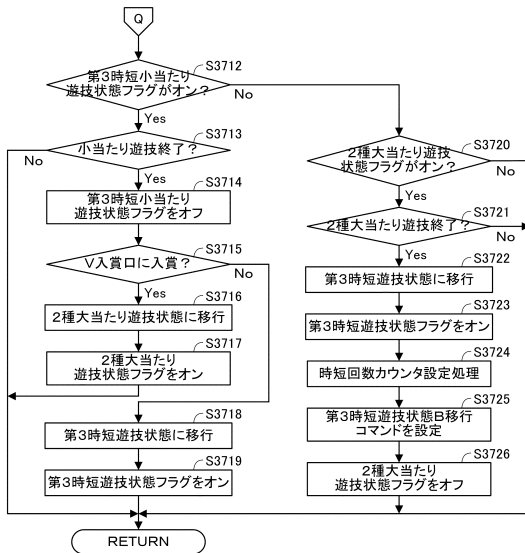 Q
S3712
第3時短小当たり
遊技状態フラグがオン？
No
Yes
S3713
小当たり遊技終了？
No
Yes
S3714
第3時短小当たり
遊技状態フラグをオフ
S3715
V入賞口に入賞？
No
Yes
S3716
2種大当たり遊技状態に移行
S3717
2種大当たり
遊技状態フラグをオン
S3718
第3時短遊技状態に移行
S3719
第3時短遊技状態フラグをオン
S3720
2種大当たり遊技
状態フラグがオン？
No
Yes
S3721
2種大当たり遊技終了？
No
Yes
S3722
第3時短遊技状態に移行
S3723
第3時短遊技状態フラグをオン
S3724
時短回数カウンタ設定処理
S3725
第3時短遊技状態B移行
コマンドを設定
S3726
2種大当たり
遊技状態フラグをオフ
RETURN